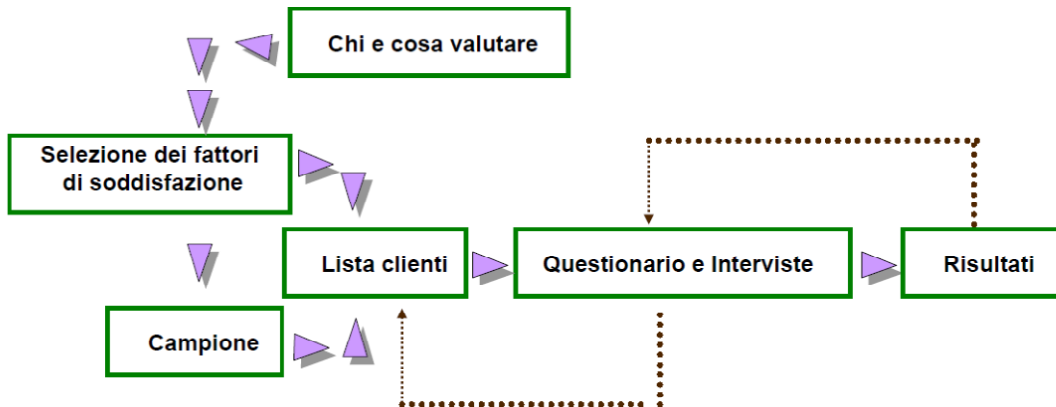 Chi e cosa valutare
Selezione dei fattori
di soddisfazione
Lista clienti
Questionario e Interviste
Risultati
Campione